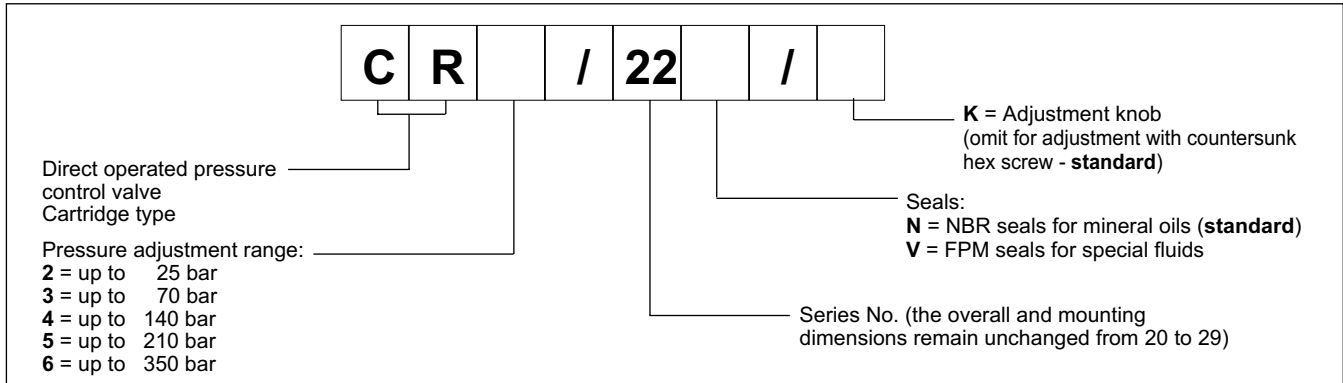 C R / 22 /
K = Adjustment knob
(omit for adjustment with countersunk
hex screw - standard)
Direct operated pressure
control valve
Cartridge type
Seals:
N = NBR seals for mineral oils (standard)
V = FPM seals for special fluids
Pressure adjustment range:
2 = up to 25 bar
3 = up to 70 bar
4 = up to 140 bar
5 = up to 210 bar
6 = up to 350 bar
Series No. (the overall and mounting
dimensions remain unchanged from 20 to 29)